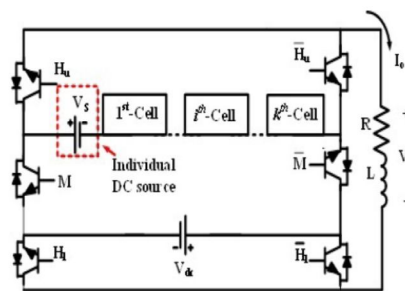 H̅u
Iₒ
Hu
Vs
1st-Cell
ith-Cell
kth-Cell
R
V
M
Individual
DC source
M̅
L
Hl
Vdc
H̅l